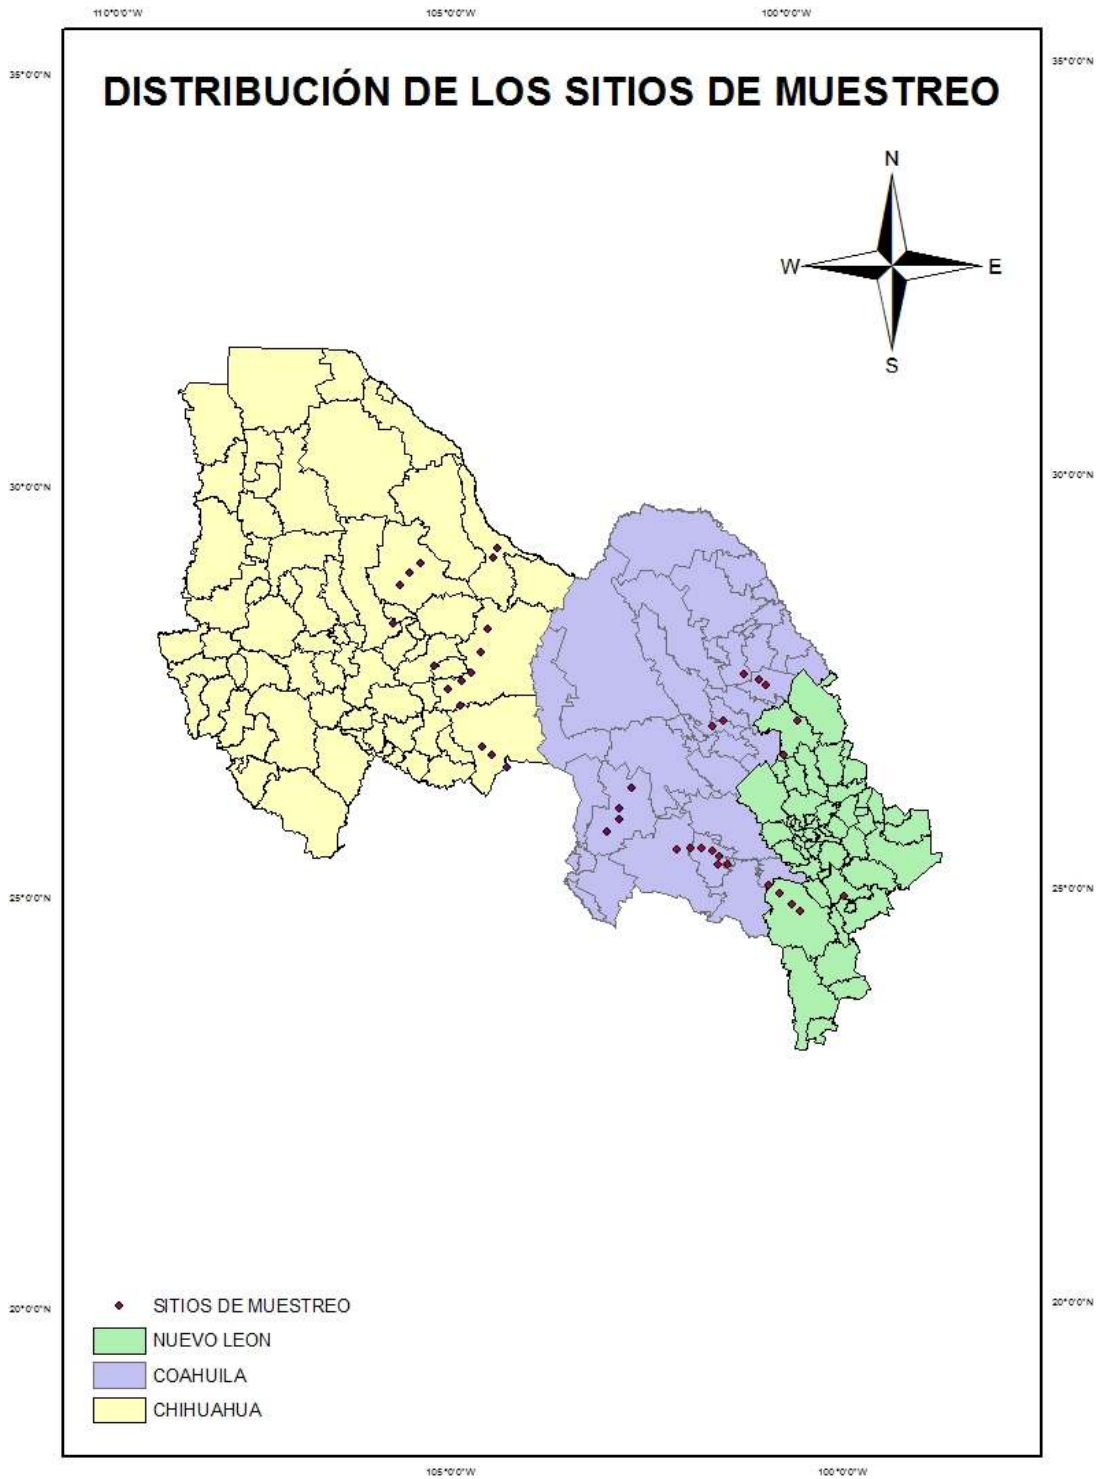 110°0'0"W 105°0'0"W 100°0'0"W
35°0'0"N 35°0'0"N
DISTRIBUCIÓN DE LOS SITIOS DE MUESTREO
N
W E
S
30°0'0"N 30°0'0"N
25°0'0"N 25°0'0"N
20°0'0"N 20°0'0"N
SITIOS DE MUESTREO
NUEVO LEON
COAHUILA
CHIHUAHUA
105°0'0"W 100°0'0"W